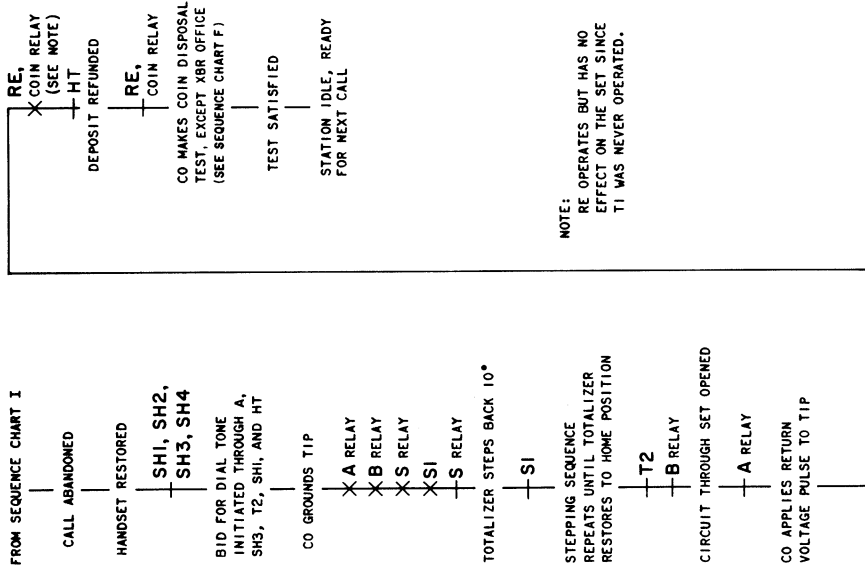 FROM SEQUENCE CHART I
CALL ABANDONED
HANDSET RESTORED
SH1, SH2,
SH3, SH4
BID FOR DIAL TONE
INITIATED THROUGH A,
SH3, T2, SH1, AND HT
CO GROUNDS TIP
A RELAY
B RELAY
S RELAY
S1
S RELAY
TOTALIZER STEPS BACK 10°
S1
STEPPING SEQUENCE
REPEATS UNTIL TOTALIZER
RESTORES TO HOME POSITION
T2
B RELAY
CIRCUIT THROUGH SET OPENED
A RELAY
CO APPLIES RETURN
VOLTAGE PULSE TO TIP
RE,
COIN RELAY
(SEE NOTE)
HT
DEPOSIT REFUNDED
RE,
COIN RELAY
CO MAKES COIN DISPOSAL
TEST, EXCEPT XBR OFFICE
(SEE SEQUENCE CHART F)
TEST SATISFIED
STATION IDLE, READY
FOR NEXT CALL
NOTE:
RE OPERATES BUT HAS NO
EFFECT ON THE SET SINCE
T1 WAS NEVER OPERATED.